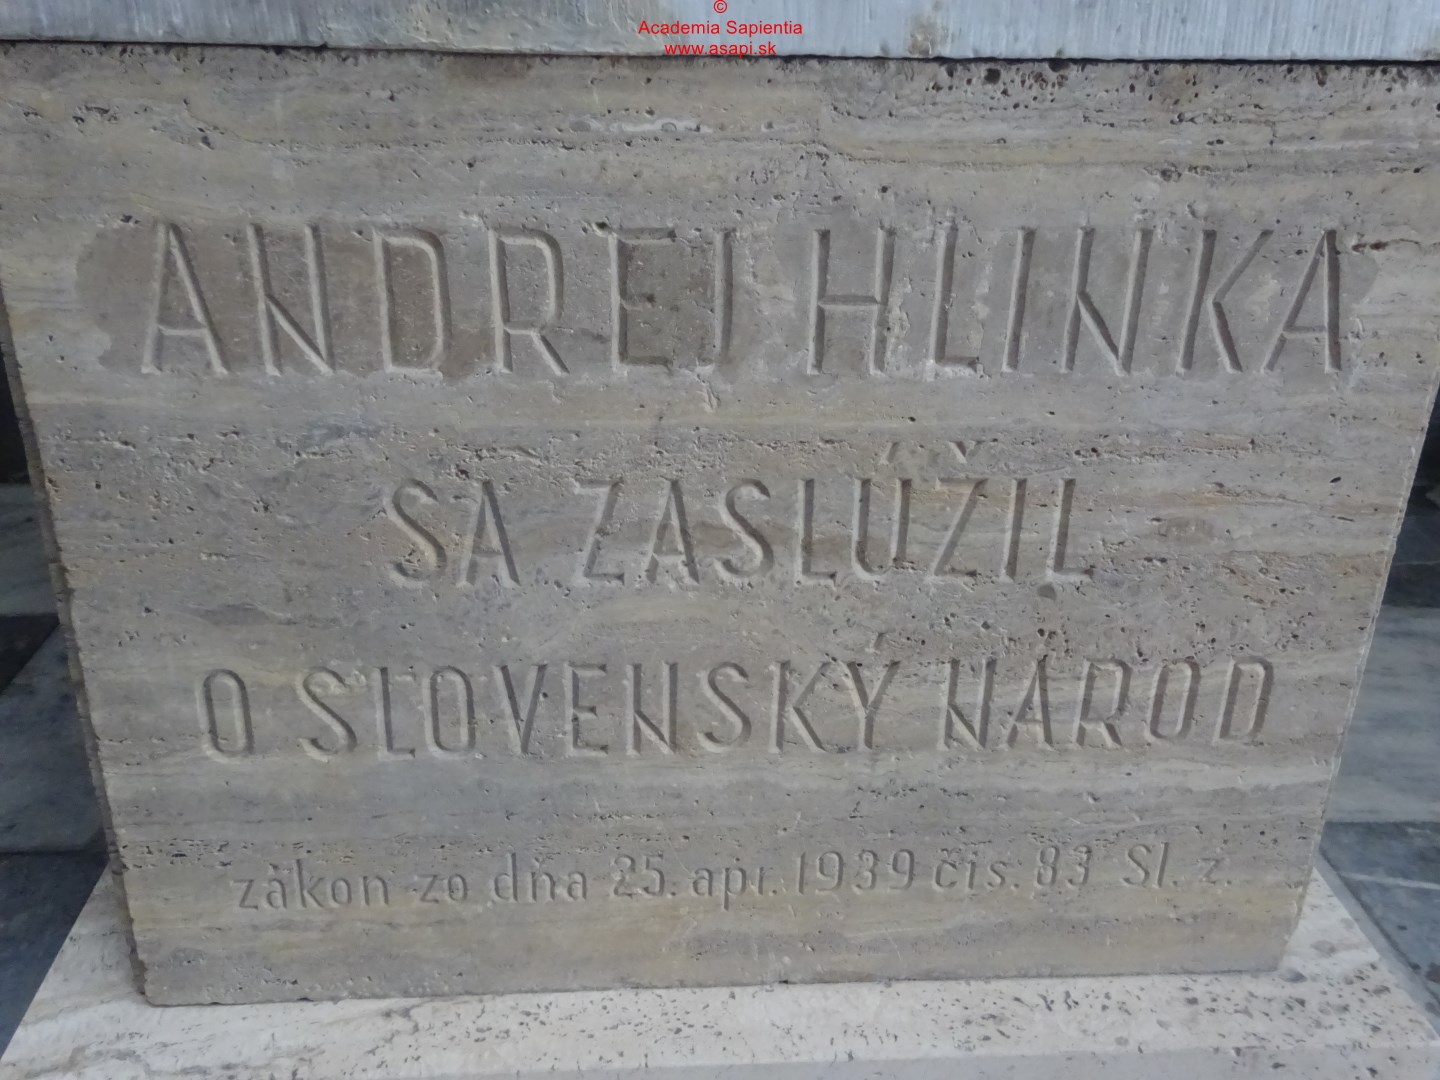 ©
Academia Sapientia
www.asapi.sk
ANDREJ HLINKA
SA ZASLÚŽIL
O SLOVENSKÝ NÁROD
zákon zo dňa 25. apr. 1939 čís. 83 Sl. z.